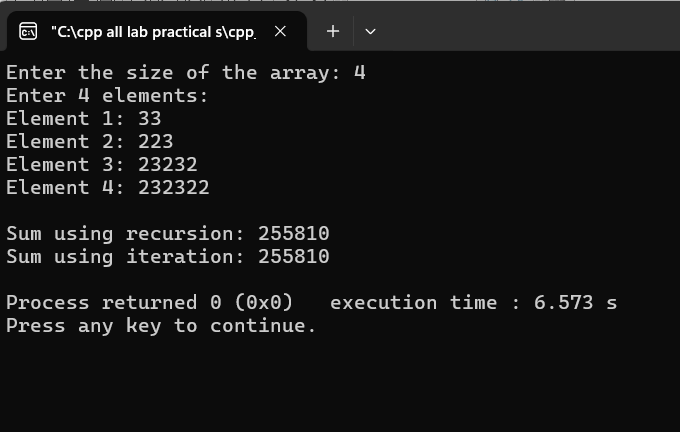 "C:\cpp all lab practical s\cpp_
Enter the size of the array: 4
Enter 4 elements:
Element 1: 33
Element 2: 223
Element 3: 23232
Element 4: 232322
Sum using recursion: 255810
Sum using iteration: 255810
Process returned 0 (0x0)   execution time : 6.573 s
Press any key to continue.